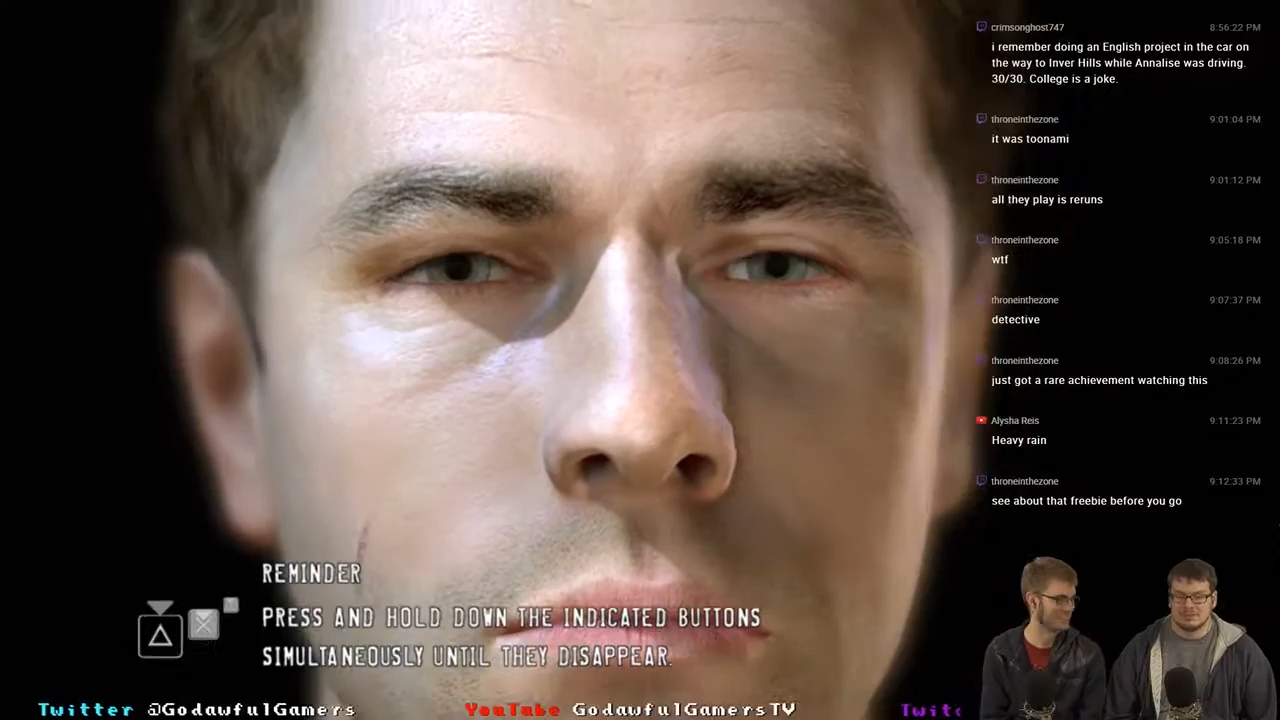 crimsonghost747 8:56:22 PM
i remember doing an English project in the car on
the way to Inver Hills while Annalise was driving.
30/30. College is a joke.
throneinthezone 9:01:04 PM
it was toonami
throneinthezone 9:01:12 PM
all they play is reruns
throneinthezone 9:05:18 PM
wtf
throneinthezone 9:07:37 PM
detective
throneinthezone 9:08:26 PM
just got a rare achievement watching this
Alysha Reis 9:11:23 PM
Heavy rain
throneinthezone 9:12:33 PM
see about that freebie before you go
REMINDER
PRESS AND HOLD DOWN THE INDICATED BUTTONS
SIMULTANEOUSLY UNTIL THEY DISAPPEAR.
Twitter @GodawfulGamers YouTube GodawfulGamersTV